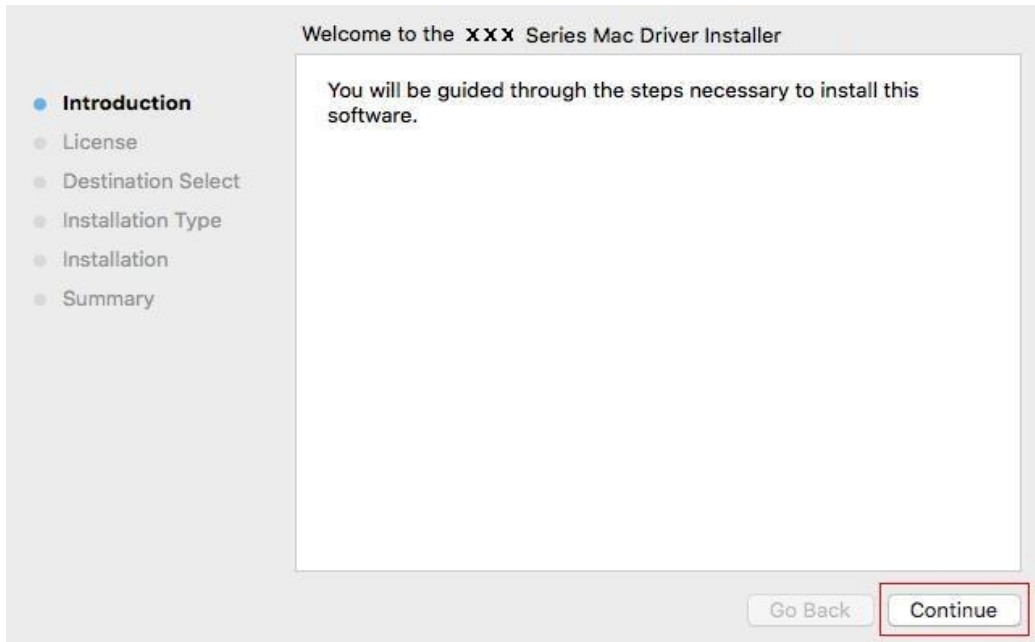 Welcome to the XXX Series Mac Driver Installer
Introduction
License
Destination Select
Installation Type
Installation
Summary
You will be guided through the steps necessary to install this
software.
Go Back
Continue